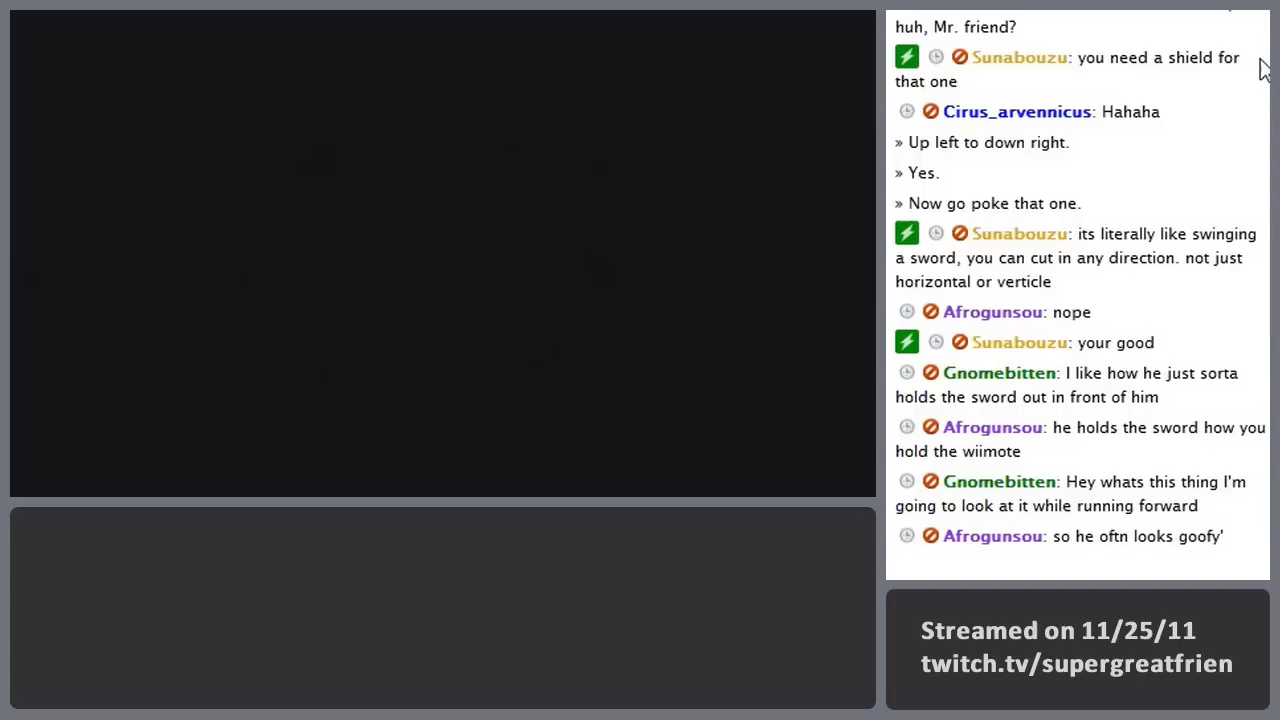 huh, Mr. friend?
Sunabouzu: you need a shield for
that one
Cirus_arvennicus: Hahaha
» Up left to down right.
» Yes.
» Now go poke that one.
Sunabouzu: its literally like swinging
a sword, you can cut in any direction. not just
horizontal or verticle
Afrogunsou: nope
Sunabouzu: your good
Gnomebitten: I like how he just sorta
holds the sword out in front of him
Afrogunsou: he holds the sword how you
hold the wiimote
Gnomebitten: Hey whats this thing I'm
going to look at it while running forward
Afrogunsou: so he oftn looks goofy'
Streamed on 11/25/11
twitch.tv/supergreatfrien